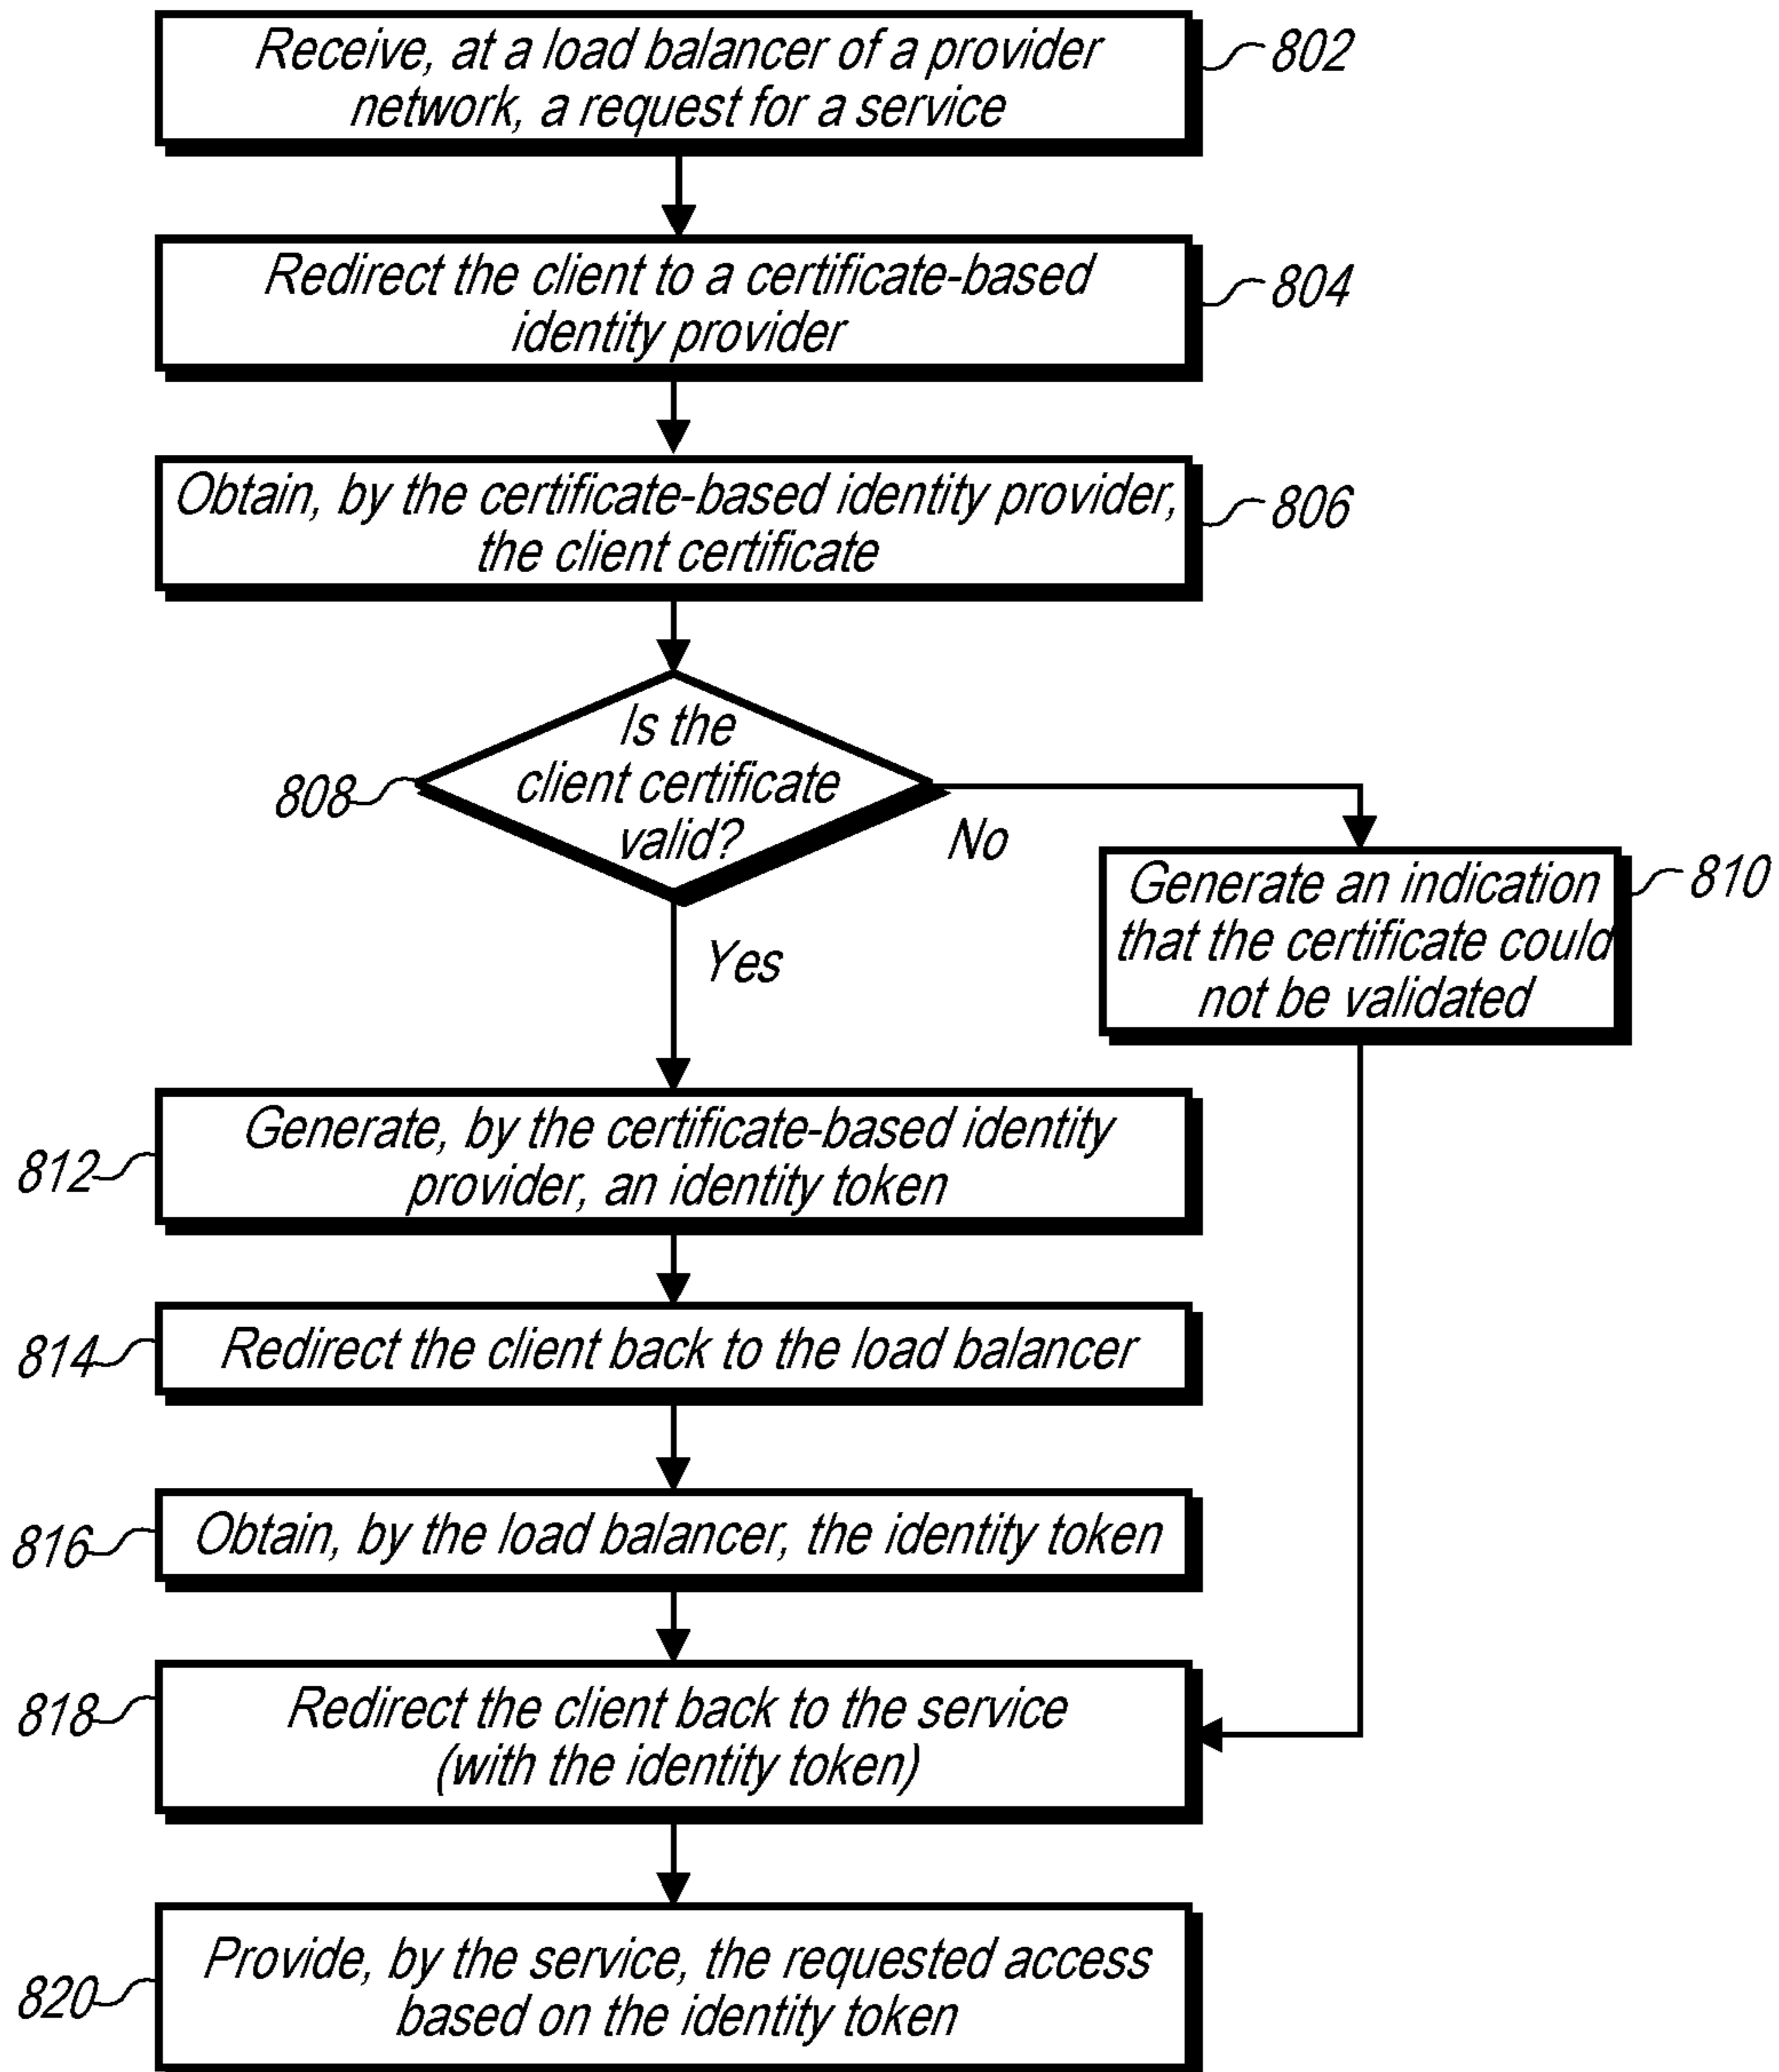 Receive, at a load balancer of a provider
network, a request for a service
802
Redirect the client to a certificate-based
identity provider
804
Obtain, by the certificate-based identity provider,
the client certificate
806
Is the
client certificate
valid?
808
No
Generate an indication
that the certificate could
not be validated
810
Yes
Generate, by the certificate-based identity
provider, an identity token
812
Redirect the client back to the load balancer
814
Obtain, by the load balancer, the identity token
816
Redirect the client back to the service
(with the identity token)
818
Provide, by the service, the requested access
based on the identity token
820